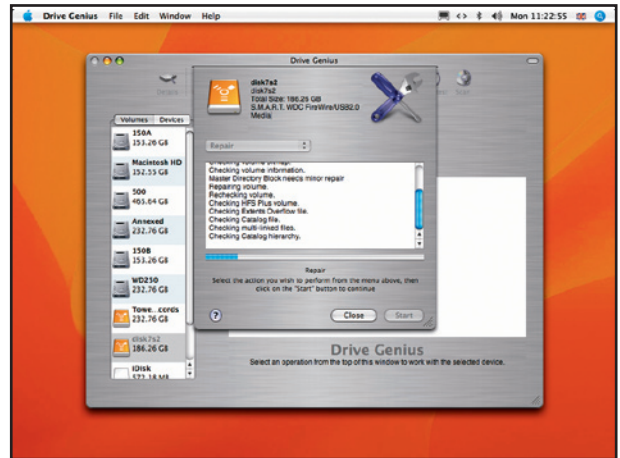 Drive Genius File Edit Window Help Mon 11:22:55
Drive Genius
disk7s2
disk7s2
Total Size: 186.25 GB
S.M.A.R.T. WDC FireWire/USB2.0
Media
Volumes Devices
150A
153.26 GB
Macintosh HD
152.55 GB
500
465.64 GB
Annexed
232.76 GB
150B
153.26 GB
WD250
232.76 GB
Towe...cords
232.76 GB
disk7s2
186.26 GB
iDisk
Repair
Checking volume information.
Master Directory Block needs minor repair
Repairing volume.
Rechecking volume.
Checking HFS Plus volume.
Checking Extents Overflow file.
Checking Catalog file.
Checking multi-linked files.
Checking Catalog hierarchy.
Repair
Select the action you wish to perform from the menu above, then
click on the "Start" button to continue
? Close Start
Drive Genius
Select an operation from the top of this window to work with the selected device.